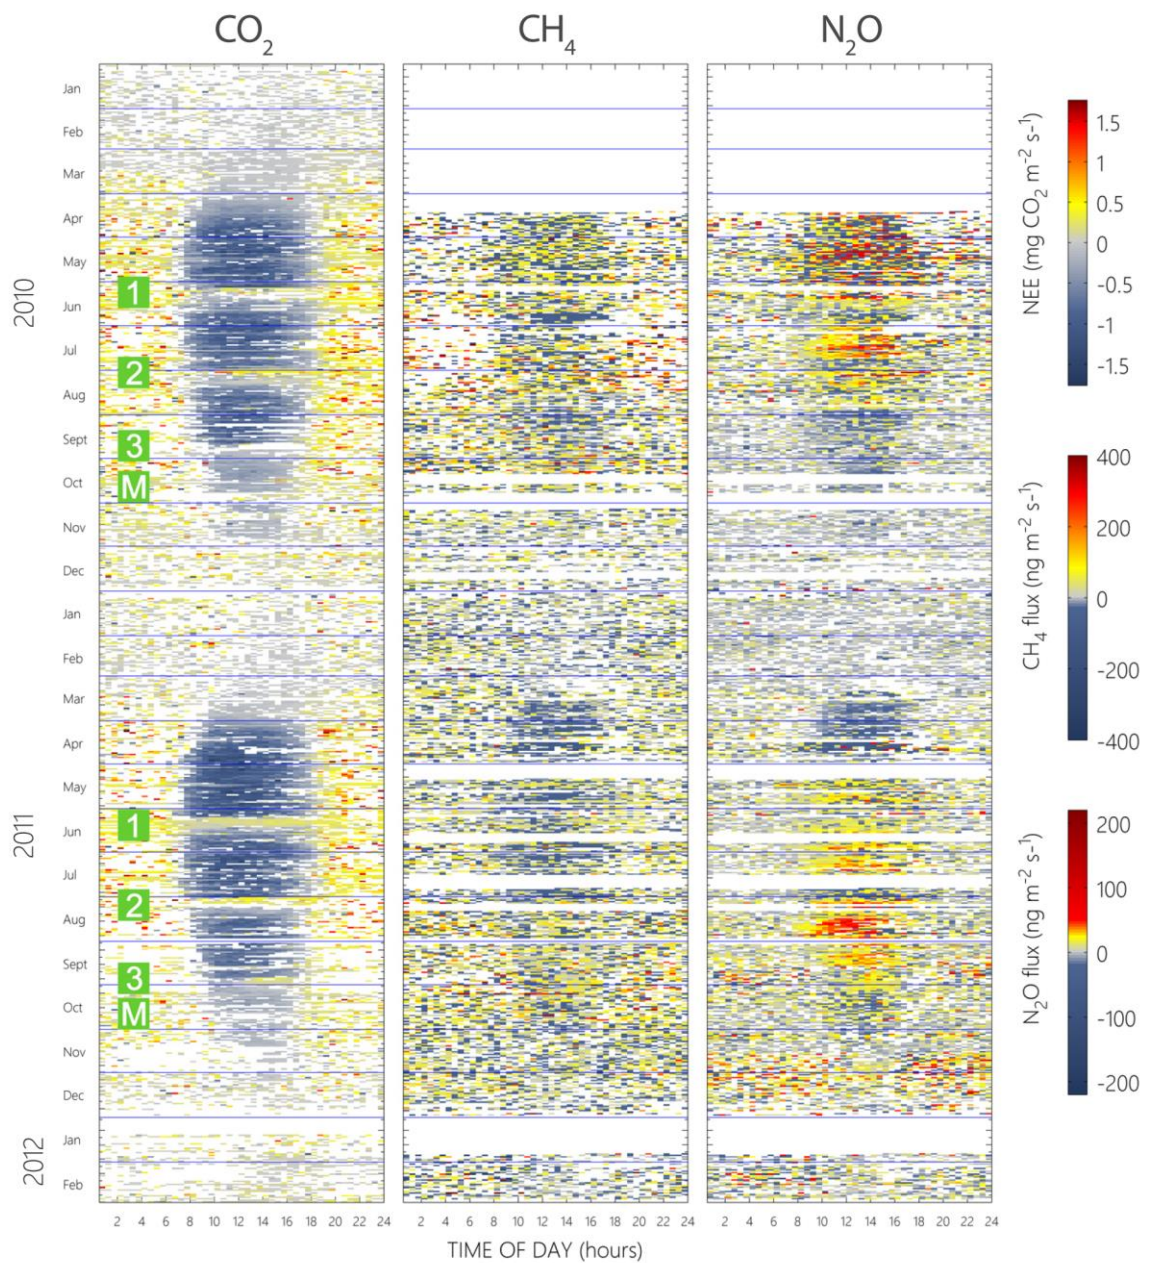 CO2 CH4 N2O
2010
Jan
Feb
Mar
Apr
May
1
Jun
Jul
2
Aug
3
Sept
M
Oct
Nov
Dec
2011
Jan
Feb
Mar
Apr
May
1
Jun
Jul
2
Aug
3
Sept
M
Oct
Nov
Dec
2012
Jan
Feb
2 4 6 8 10 12 14 16 18 20 22 24
2 4 6 8 10 12 14 16 18 20 22 24
2 4 6 8 10 12 14 16 18 20 22 24
TIME OF DAY (hours)
NEE (mg CO2 m-2 s-1)
1.5
1
0.5
0
-0.5
-1
-1.5
CH4 flux (ng m-2 s-1)
400
200
0
-200
-400
N2O flux (ng m-2 s-1)
200
100
0
-100
-200